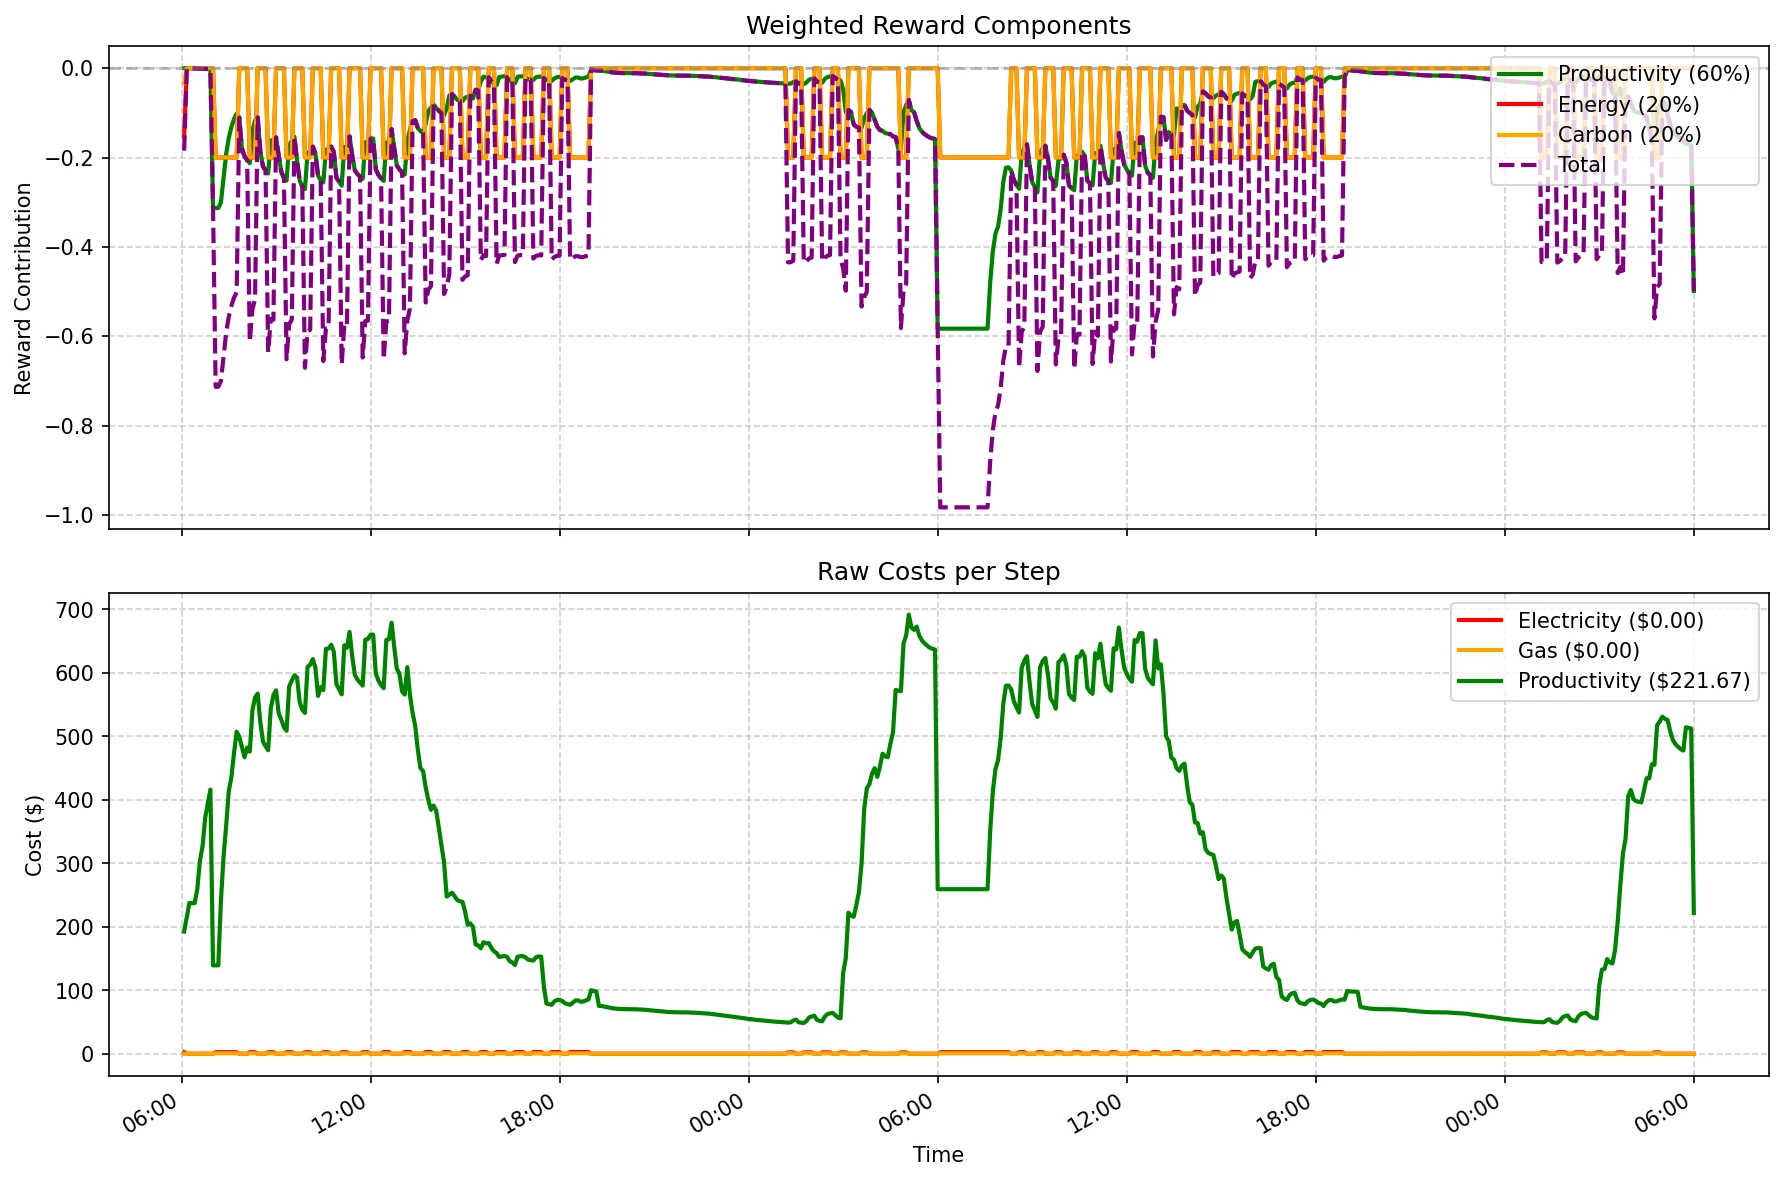 Weighted Reward Components
Reward Contribution
0.0
−0.2
−0.4
−0.6
−0.8
−1.0
Productivity (60%)
Energy (20%)
Carbon (20%)
Total
Raw Costs per Step
Cost ($)
700
600
500
400
300
200
100
0
Electricity ($0.00)
Gas ($0.00)
Productivity ($221.67)
06:00
12:00
18:00
00:00
06:00
12:00
18:00
00:00
06:00
Time